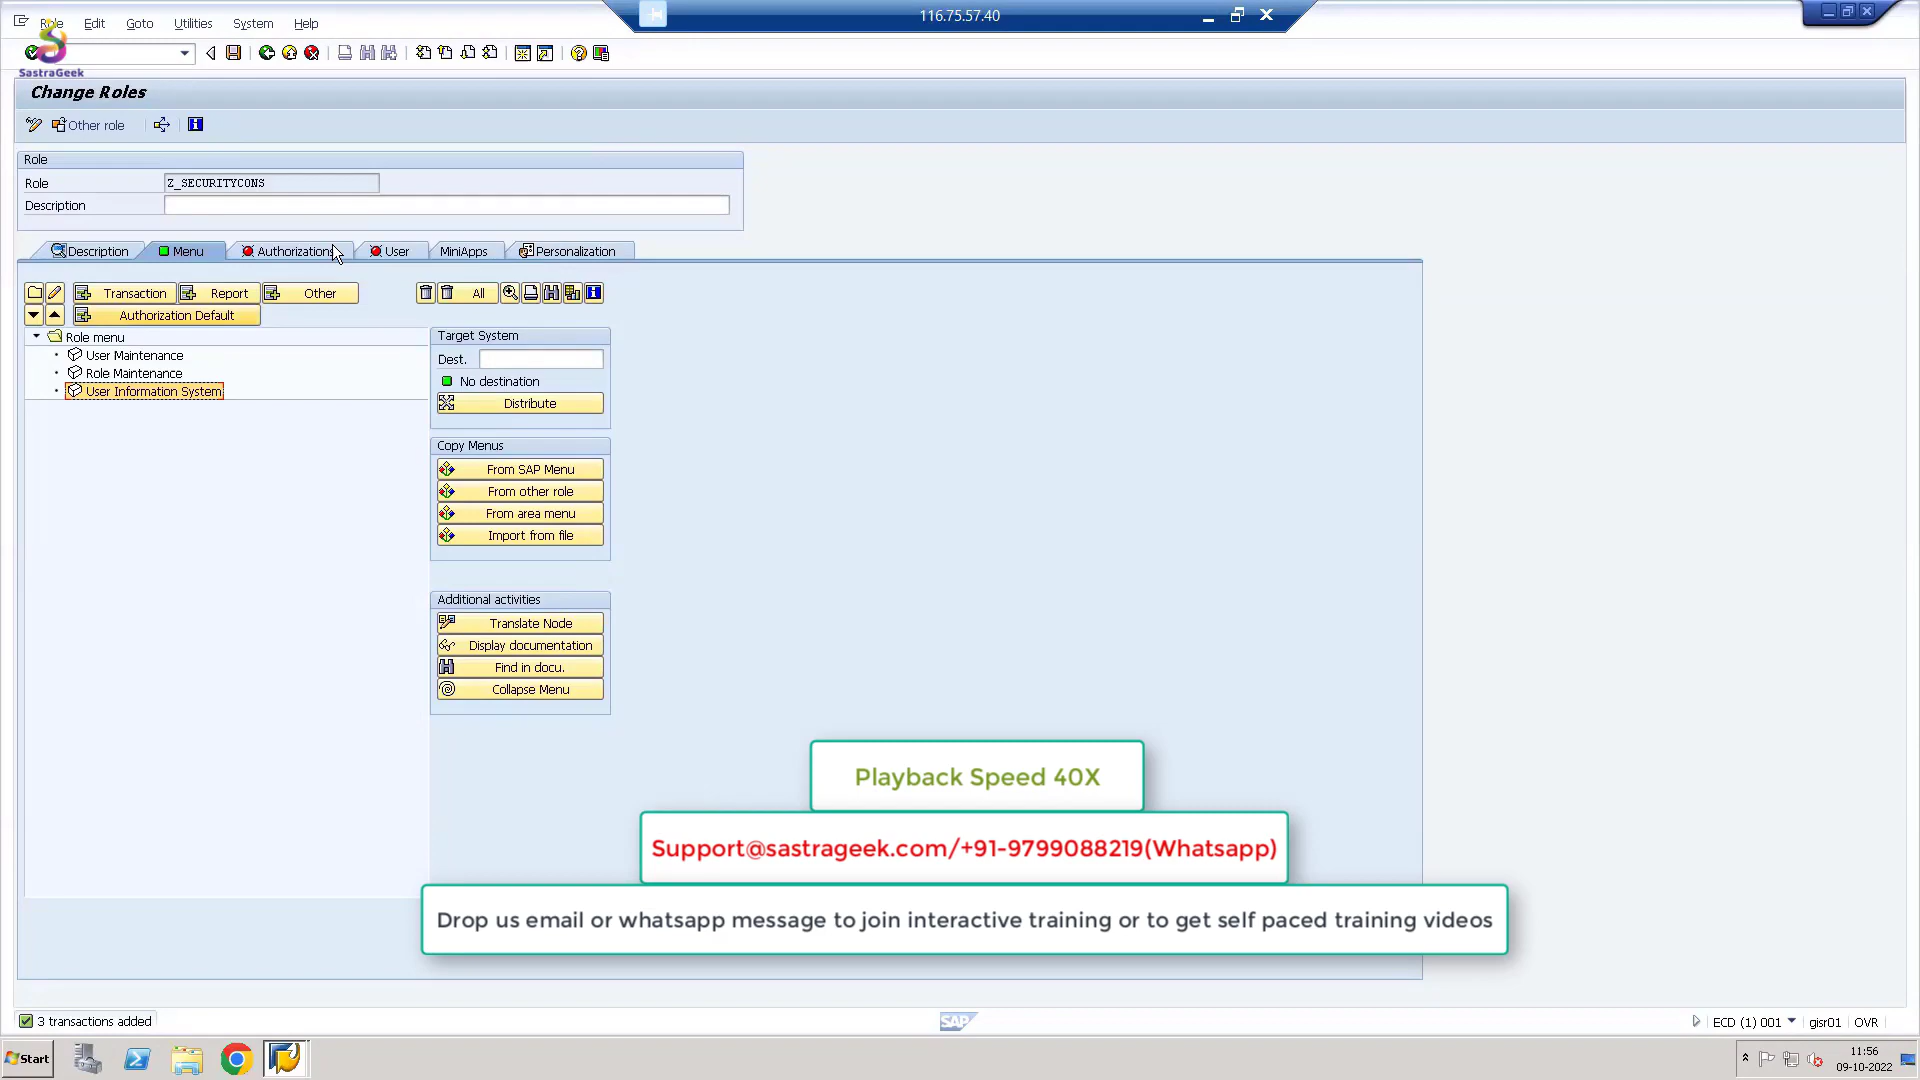 116.75.57.40
Role Edit Goto Utilities System Help
SastraGeek
Change Roles
Other role
Role
Role Z_SECURITYCONS
Description
Description Menu Authorizations User MiniApps Personalization
Transaction Report Other All
Authorization Default
Role menu
User Maintenance
Role Maintenance
User Information System
Target System
Dest.
No destination
Distribute
Copy Menus
From SAP Menu
From other role
From area menu
Import from file
Additional activities
Translate Node
Display documentation
Find in docu.
Collapse Menu
Playback Speed 40X
Support@sastrageek.com/+91-9799088219(Whatsapp)
Drop us email or whatsapp message to join interactive training or to get self paced training videos
3 transactions added
SAP
ECD (1) 001 gisr01 OVR
Start
11:56
09-10-2022